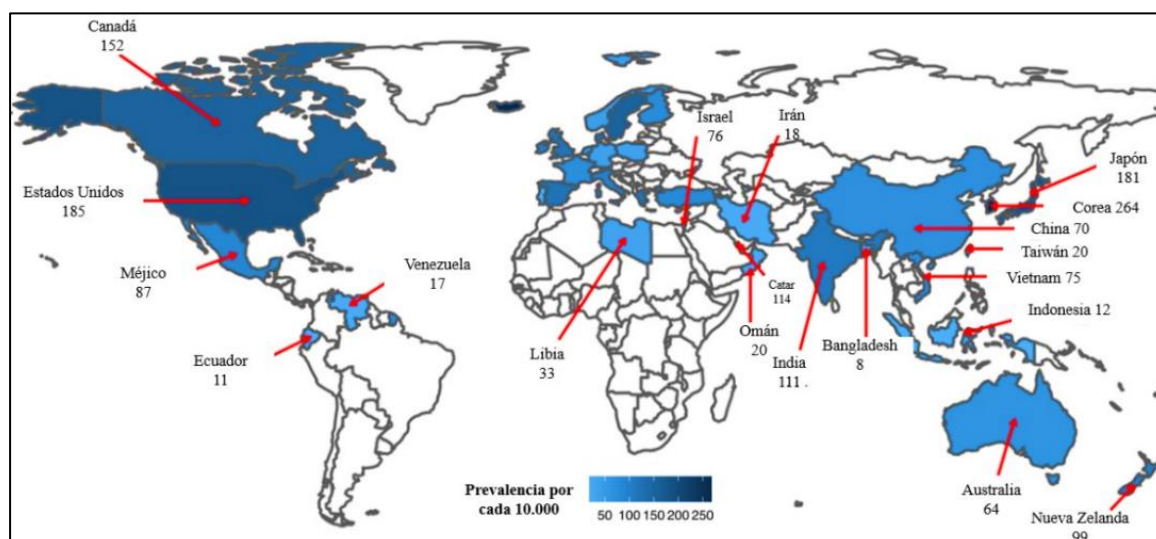 Canadá
152
Estados Unidos
185
Méjico
87
Venezuela
17
Ecuador
11
Israel
76
Irán
18
Libia
33
Catar
114
Omán
20
India
111 .
Bangladesh
8
Japón
181
Corea 264
China 70
Taiwán 20
Vietnam 75
Indonesia 12
Australia
64
Nueva Zelanda
99
Prevalencia por
cada 10.000
50 100 150 200 250